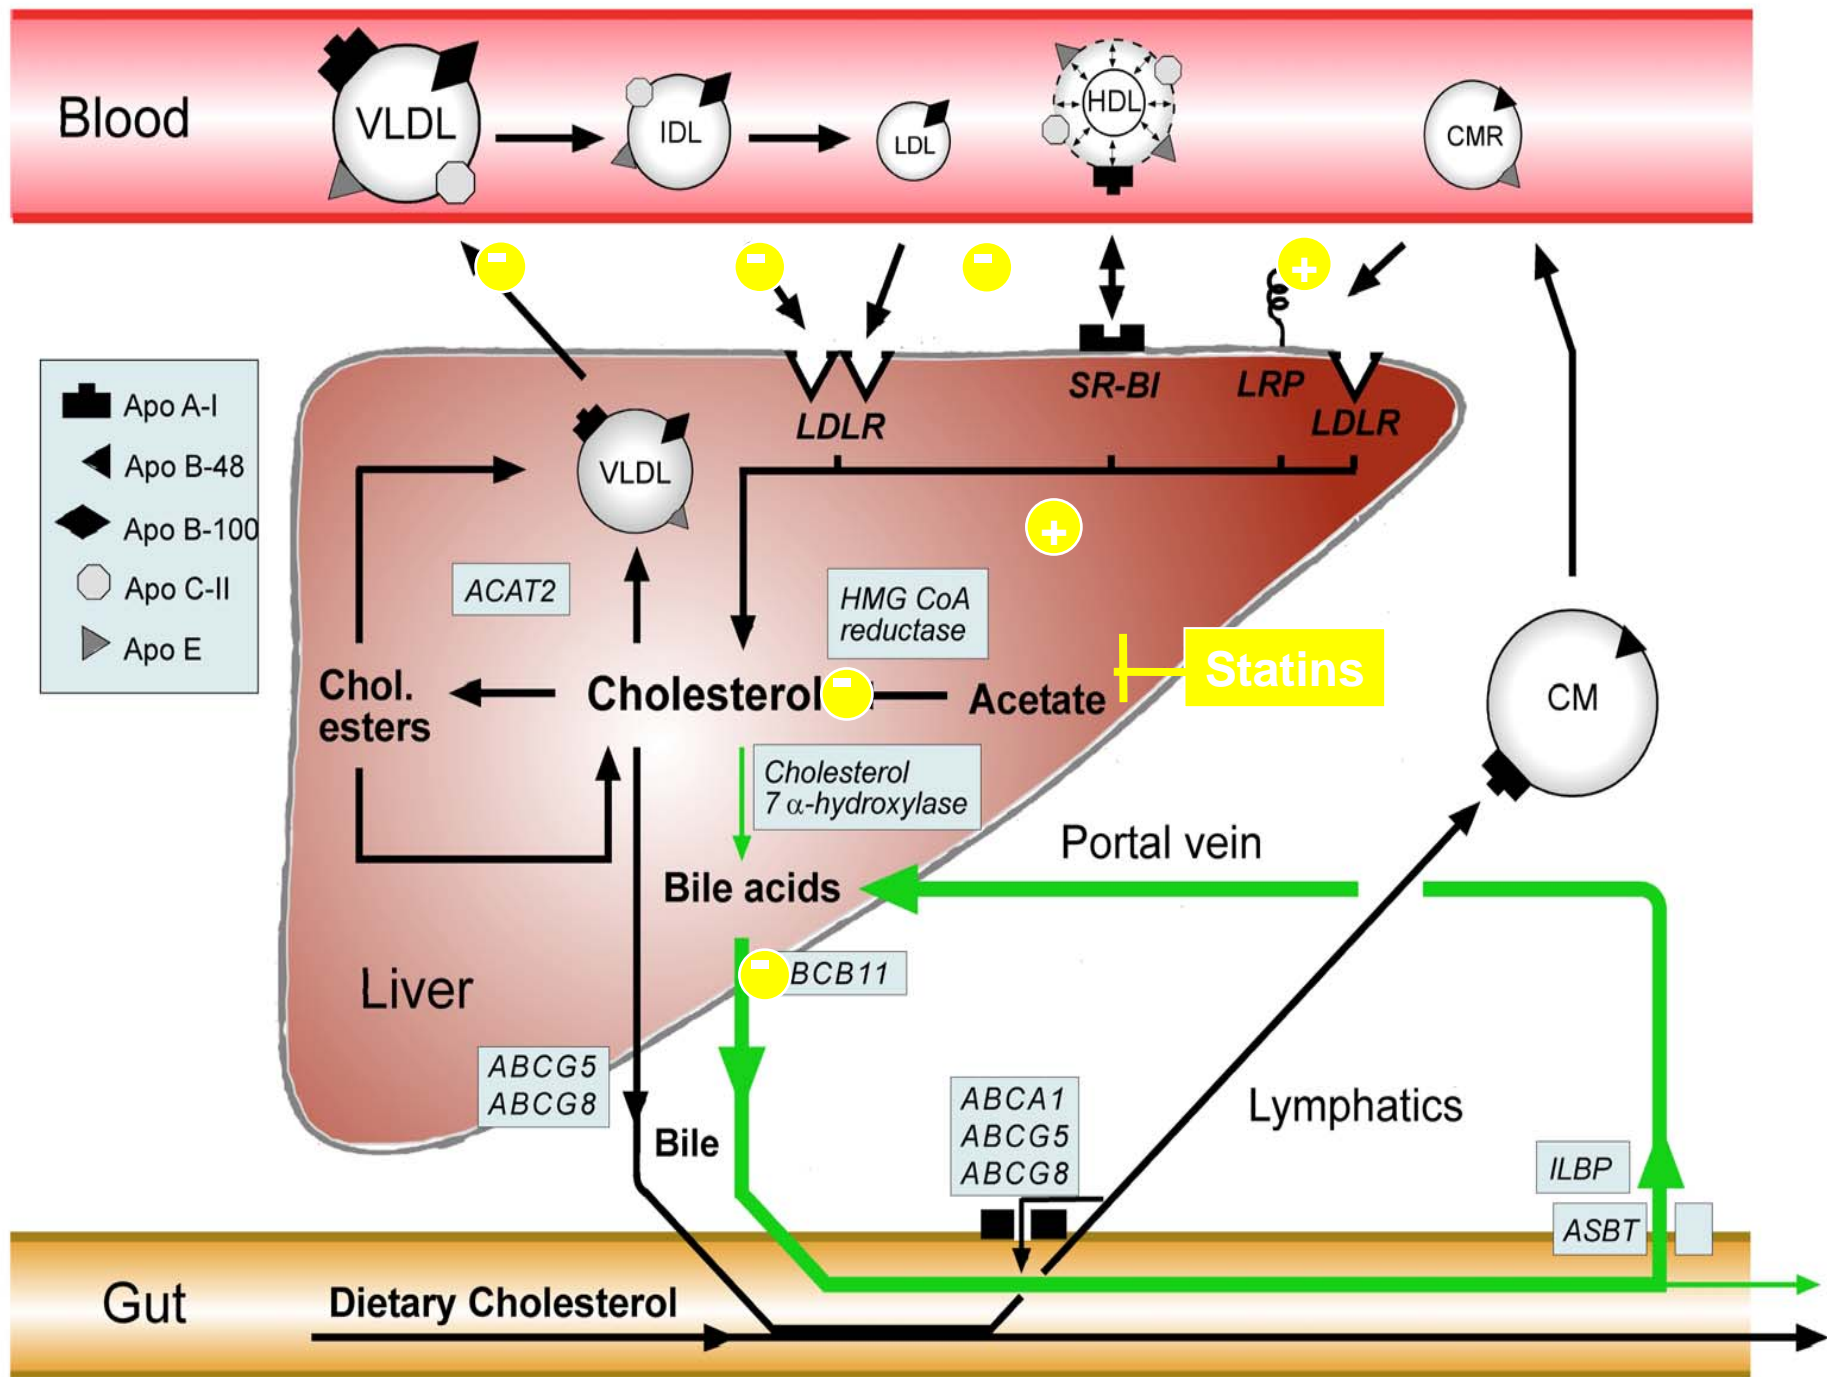 Blood
VLDL
IDL
LDL
HDL
CMR
-
-
-
+
Apo A-I
Apo B-48
Apo B-100
Apo C-II
Apo E
LDLR
SR-BI
LRP
LDLR
VLDL
+
ACAT2
HMG CoA
reductase
Statins
Chol.
esters
Cholesterol
-
Acetate
CM
Cholesterol
7 α-hydroxylase
Portal vein
Bile acids
-
BCB11
Liver
ABCG5
ABCG8
Bile
ABCA1
ABCG5
ABCG8
Lymphatics
ILBP
ASBT
Gut
Dietary Cholesterol